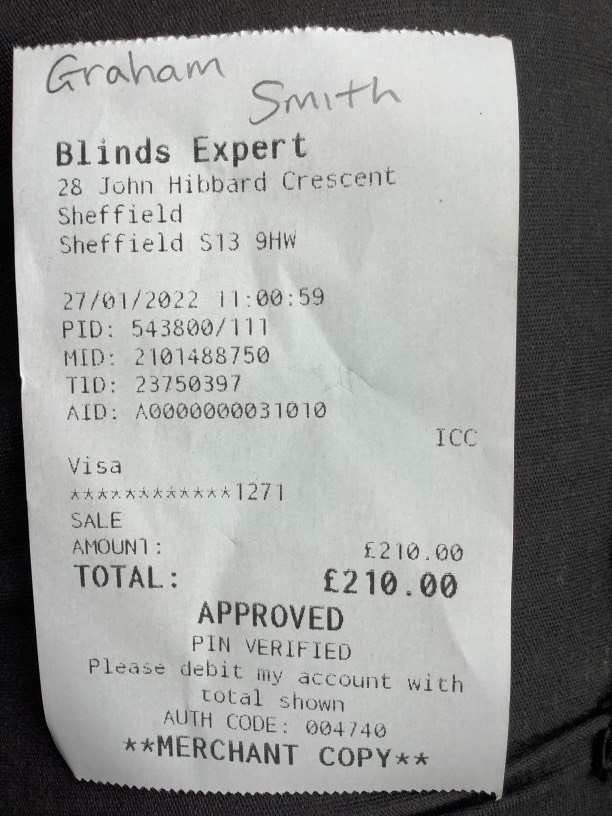 Graham
Smith
Blinds Expert
28 John Hibbard Crescent
Sheffield
Sheffield S13 9HW
27/01/2022 11:00:59
PID: 543800/111
MID: 2101488750
TID: 23750397
AID: A0000000031010
ICC
Visa
************1271
SALE
AMOUNT: £210.00
TOTAL: £210.00
APPROVED
PIN VERIFIED
Please debit my account with
total shown
AUTH CODE: 004740
**MERCHANT COPY**